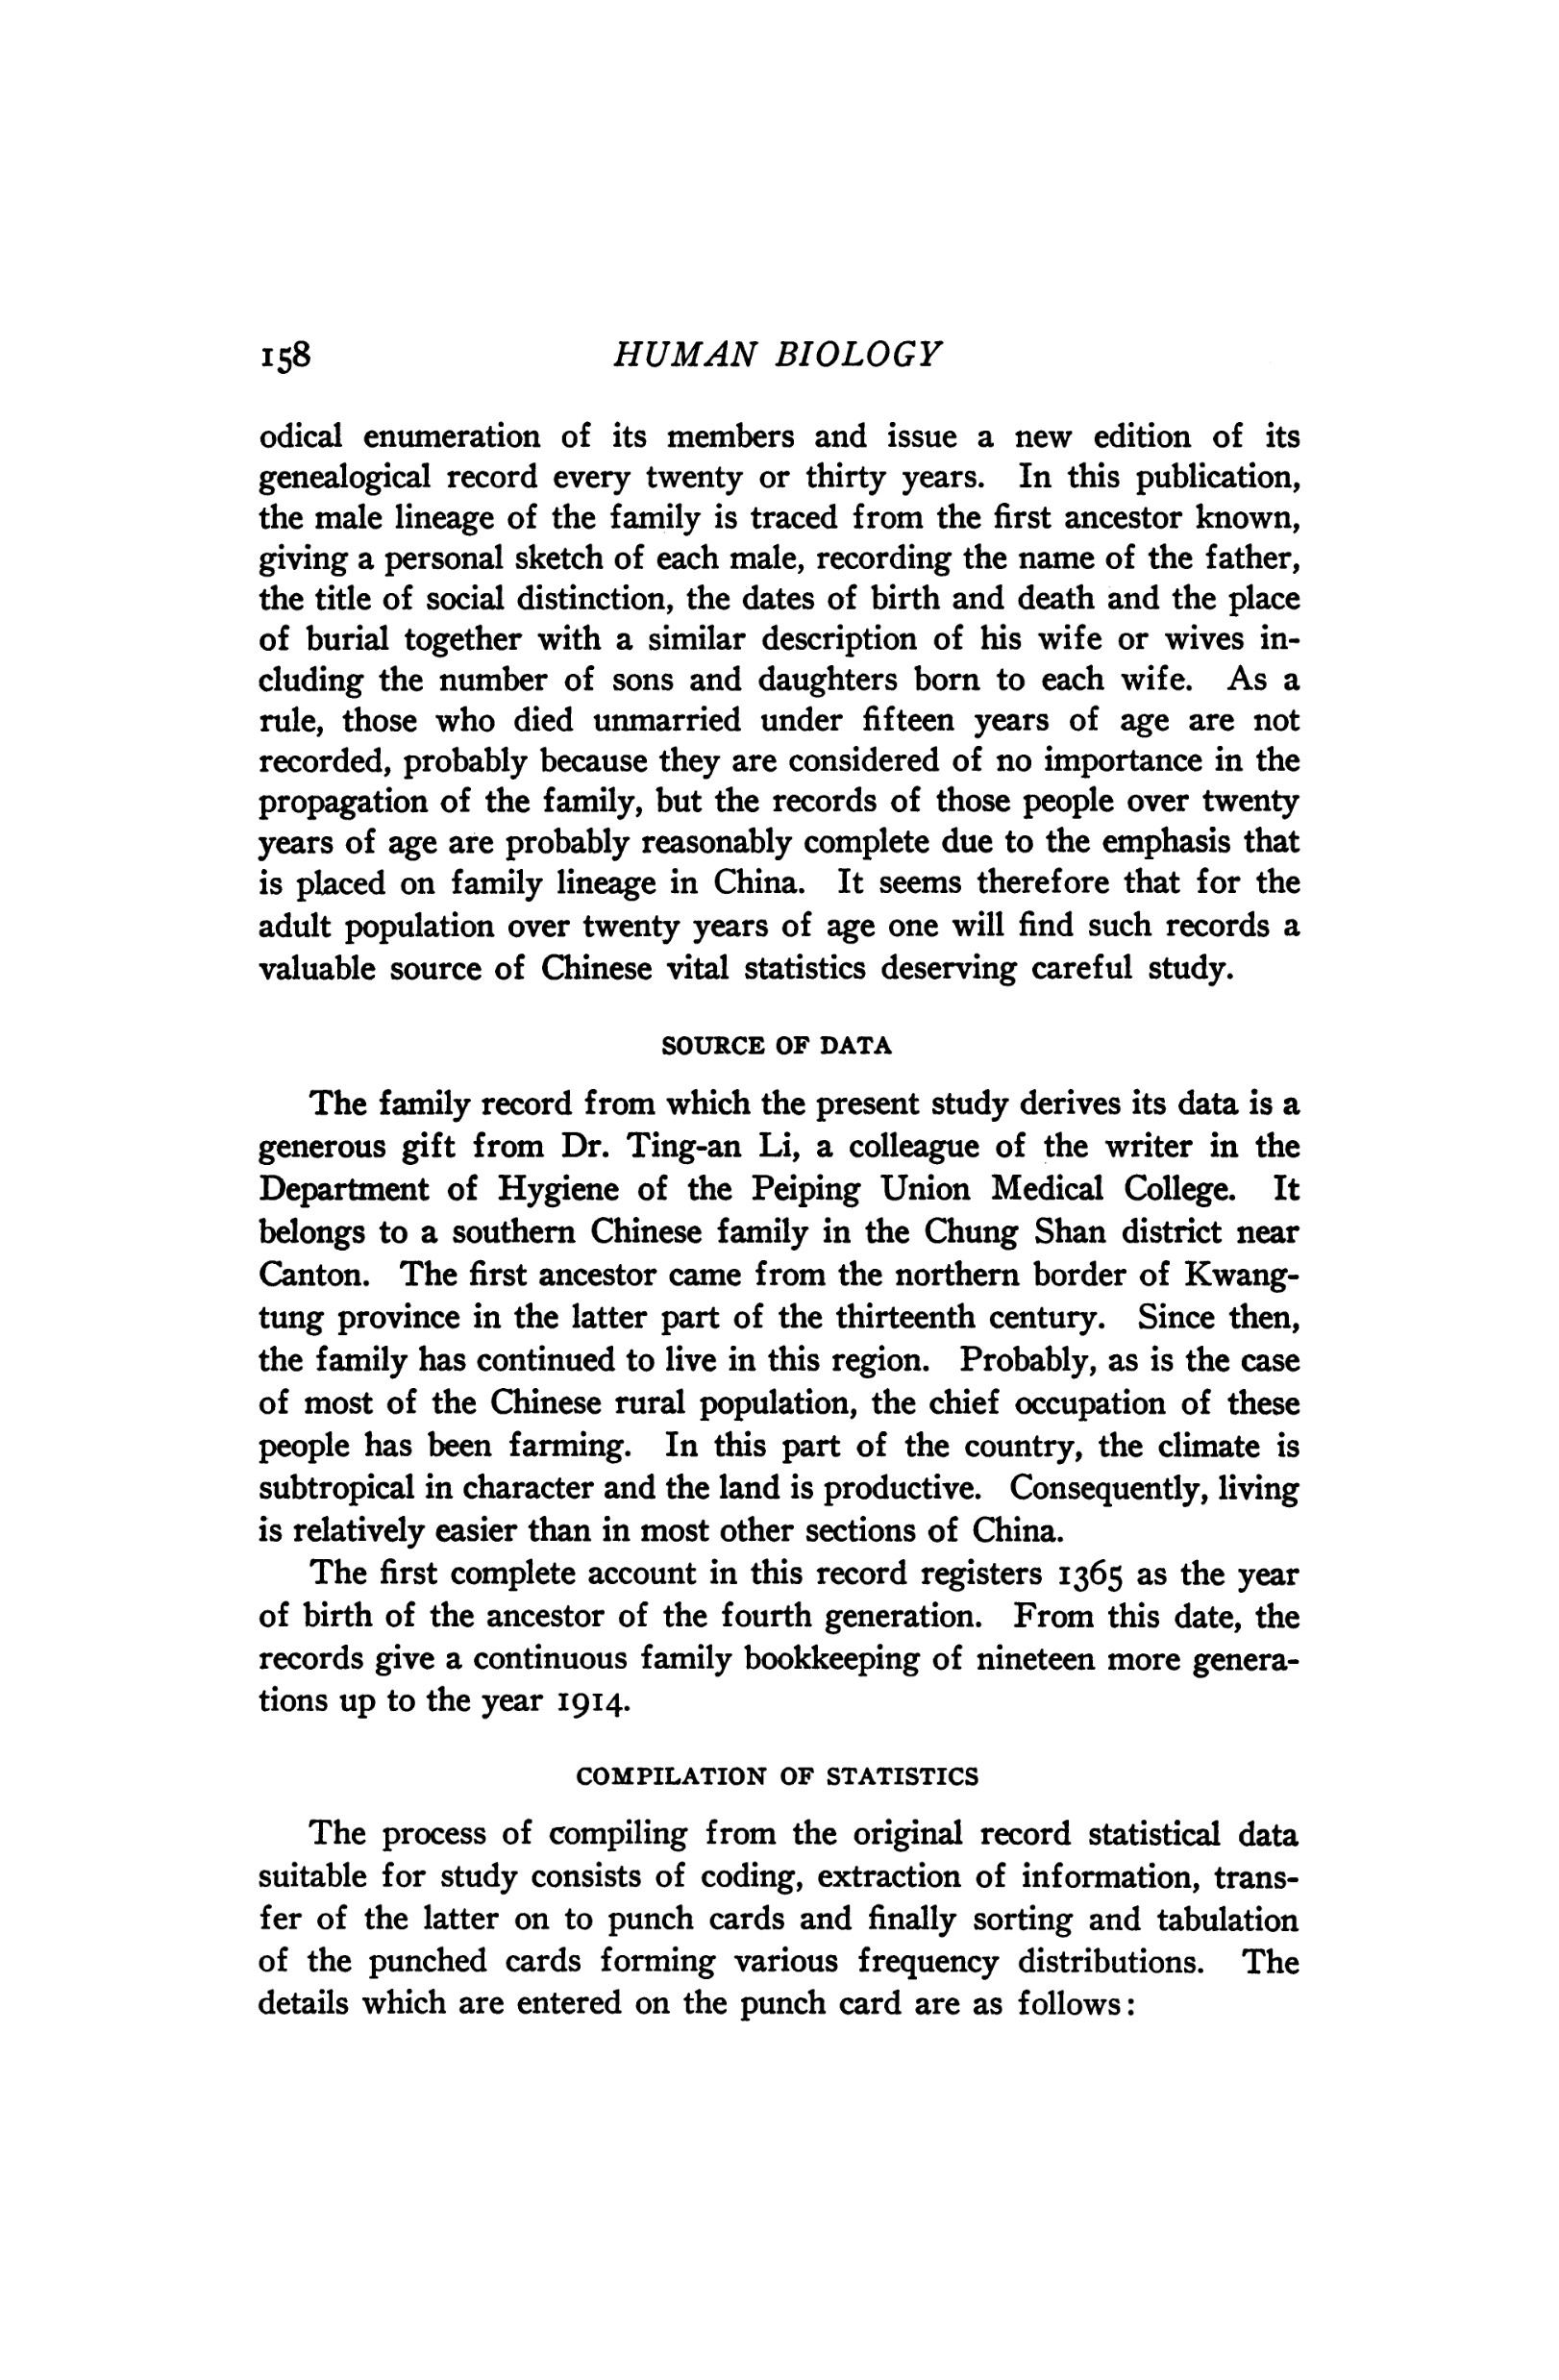 158
HUMAN BIOLOGY
odical enumeration of its members and issue a new edition of its
genealogical record every twenty or thirty years. In this publication,
the male lineage of the family is traced from the first ancestor known,
giving a personal sketch of each male, recording the name of the father,
the title of social distinction, the dates of birth and death and the place
of burial together with a similar description of his wife or wives in-
cluding the number of sons and daughters born to each wife. As a
rule, those who died unmarried under fifteen years of age are not
recorded, probably because they are considered of no importance in the
propagation of the family, but the records of those people over twenty
years of age are probably reasonably complete due to the emphasis that
is placed on family lineage in China. It seems therefore that for the
adult population over twenty years of age one will find such records a
valuable source of Chinese vital statistics deserving careful study.
SOURCE OF DATA
The family record from which the present study derives its data is a
generous gift from Dr. Ting-an Li, a colleague of the writer in the
Department of Hygiene of the Peiping Union Medical College. It
belongs to a southern Chinese family in the Chung Shan district near
Canton. The first ancestor came from the northern border of Kwang-
tung province in the latter part of the thirteenth century. Since then,
the family has continued to live in this region. Probably, as is the case
of most of the Chinese rural population, the chief occupation of these
people has been farming. In this part of the country, the climate is
subtropical in character and the land is productive. Consequently, living
is relatively easier than in most other sections of China.
The first complete account in this record registers 1365 as the year
of birth of the ancestor of the fourth generation. From this date, the
records give a continuous family bookkeeping of nineteen more genera-
tions up to the year 1914.
COMPILATION OF STATISTICS
The process of compiling from the original record statistical data
suitable for study consists of coding, extraction of information, trans-
fer of the latter on to punch cards and finally sorting and tabulation
of the punched cards forming various frequency distributions. The
details which are entered on the punch card are as follows: